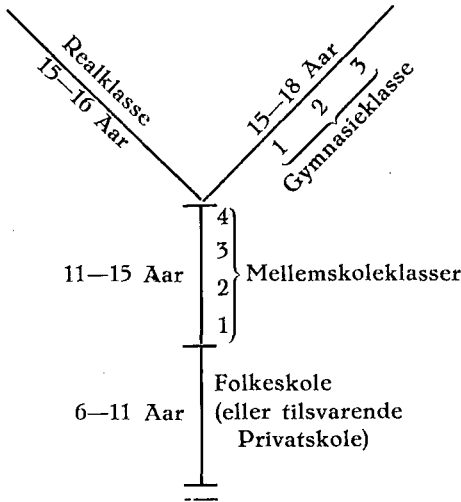 Realklasse
15—16 Aar
15—18 Aar
1 2 3
Gymnasieklasse
4
3
11—15 Aar
Mellemskoleklasser
2
1
Folkeskole
6—11 Aar
(eller tilsvarende
Privatskole)